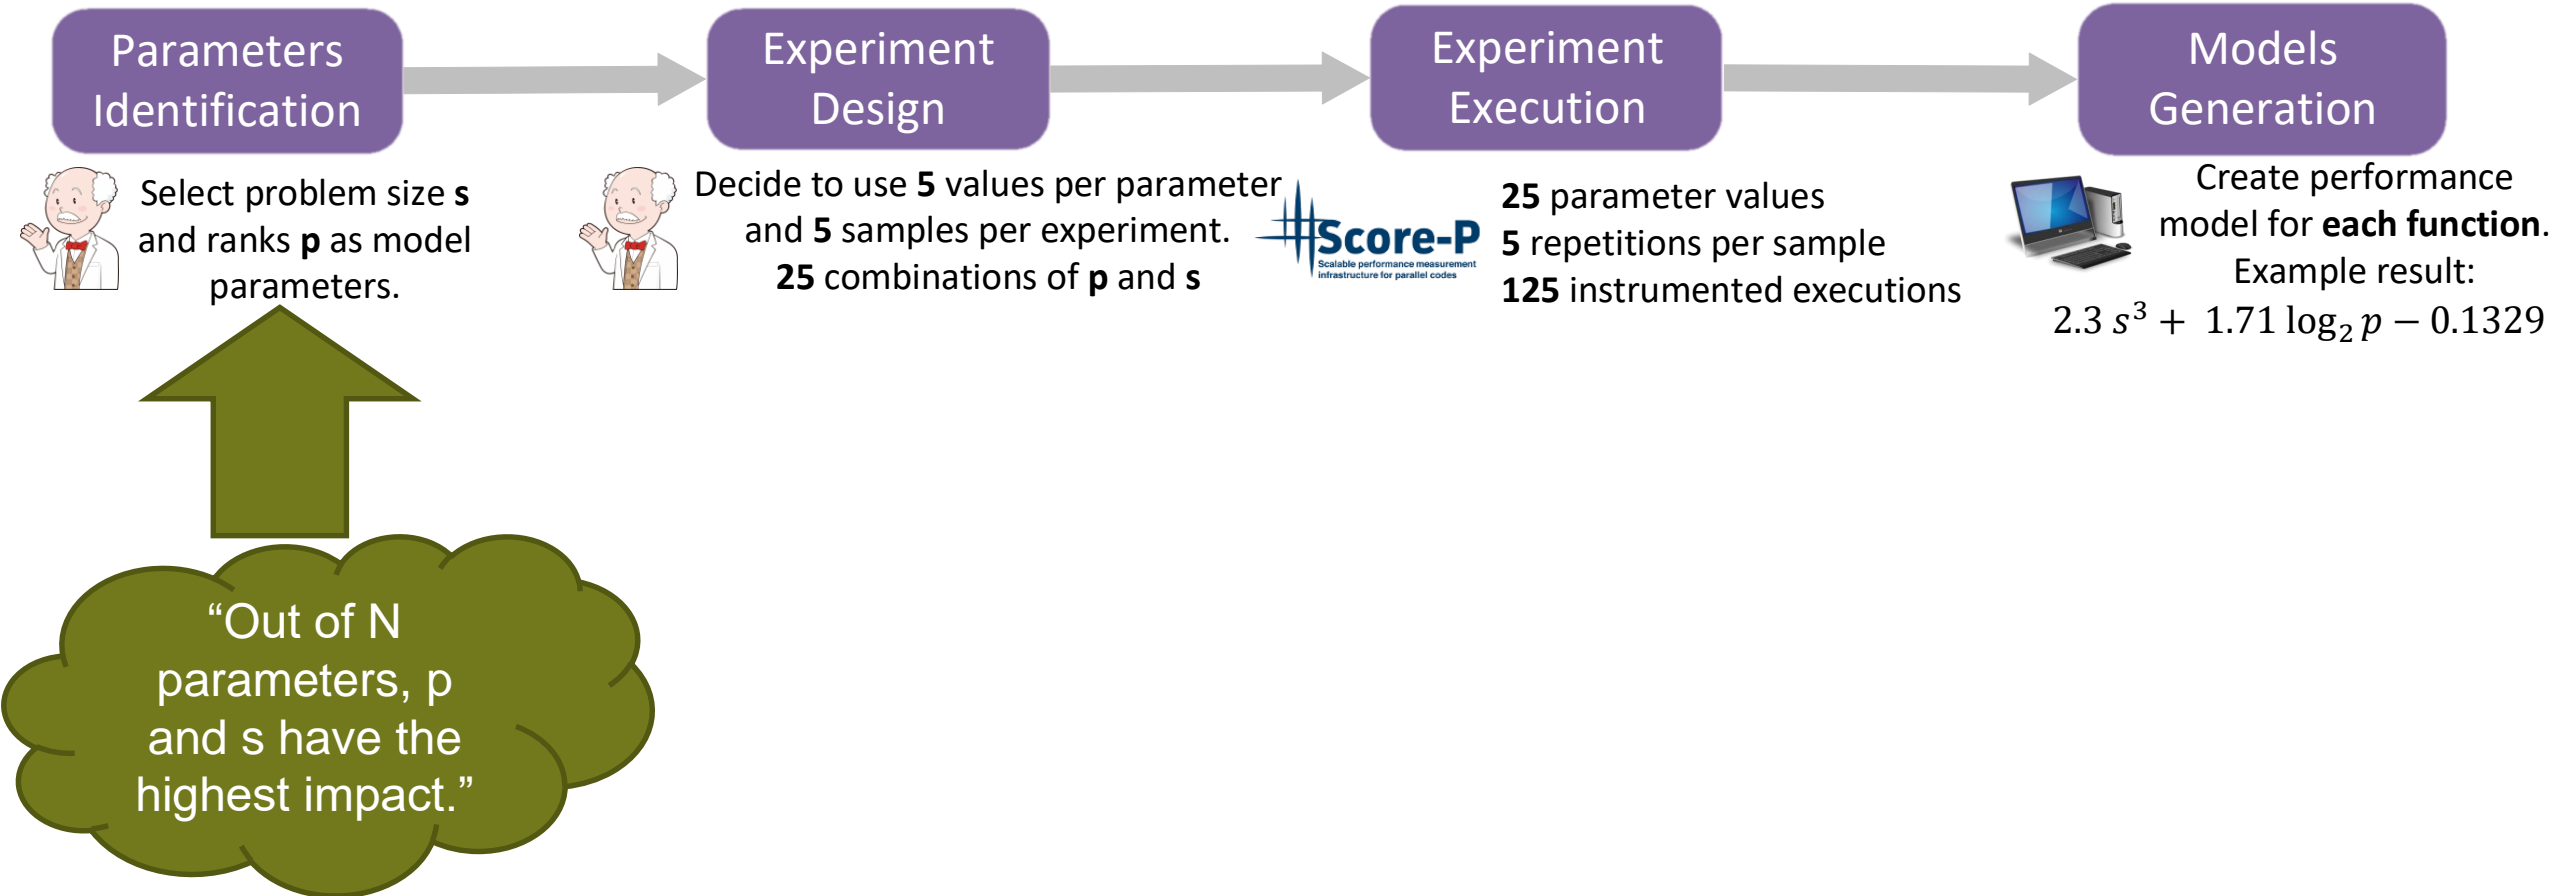 Parameters
Identification
Experiment
Design
Experiment
Execution
Models
Generation
Select problem size s
and ranks p as model
parameters.
Decide to use 5 values per parameter
and 5 samples per experiment.
25 combinations of p and s
Score-P
Scalable performance measurement
infrastructure for parallel codes
25 parameter values
5 repetitions per sample
125 instrumented executions
Create performance
model for each function.
Example result:
2.3 s³ + 1.71 log₂ p − 0.1329
“Out of N
parameters, p
and s have the
highest impact.”